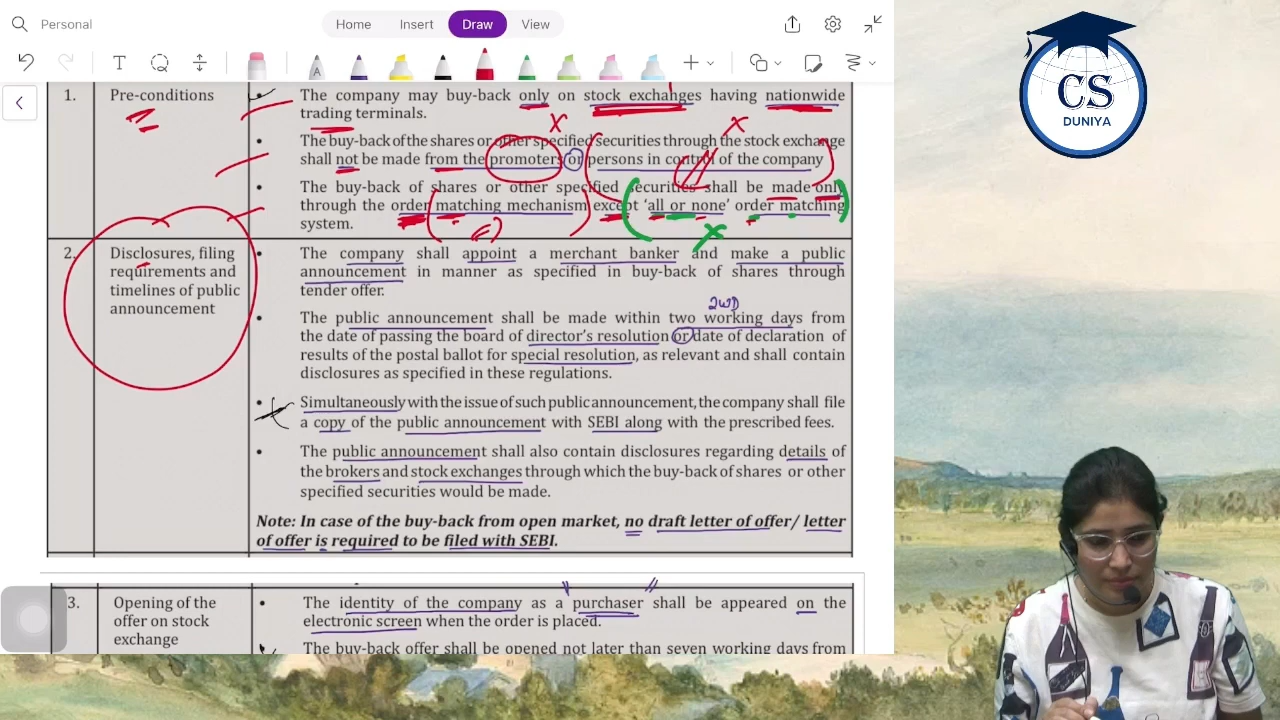 Personal
Home Insert Draw View
1. Pre-conditions
• The company may buy-back only on stock exchanges having nationwide
trading terminals.
• The buy-back of the shares or other specified securities through the stock exchange
shall not be made from the promoters or persons in control of the company
• The buy-back of shares or other specified securities shall be made only
through the order matching mechanism except 'all or none' order matching
system.
2. Disclosures, filing
requirements and
timelines of public
announcement
• The company shall appoint a merchant banker and make a public
announcement in manner as specified in buy-back of shares through
tender offer.
2WD
• The public announcement shall be made within two working days from
the date of passing the board of director's resolution or date of declaration of
results of the postal ballot for special resolution, as relevant and shall contain
disclosures as specified in these regulations.
• Simultaneously with the issue of such public announcement, the company shall file
a copy of the public announcement with SEBI along with the prescribed fees.
• The public announcement shall also contain disclosures regarding details of
the brokers and stock exchanges through which the buy-back of shares or other
specified securities would be made.
Note: In case of the buy-back from open market, no draft letter of offer/ letter
of offer is required to be filed with SEBI.
3. Opening of the
offer on stock
exchange
• The identity of the company as a purchaser shall be appeared on the
electronic screen when the order is placed.
The buy-back offer shall be opened not later than seven working days from
CS
DUNIYA